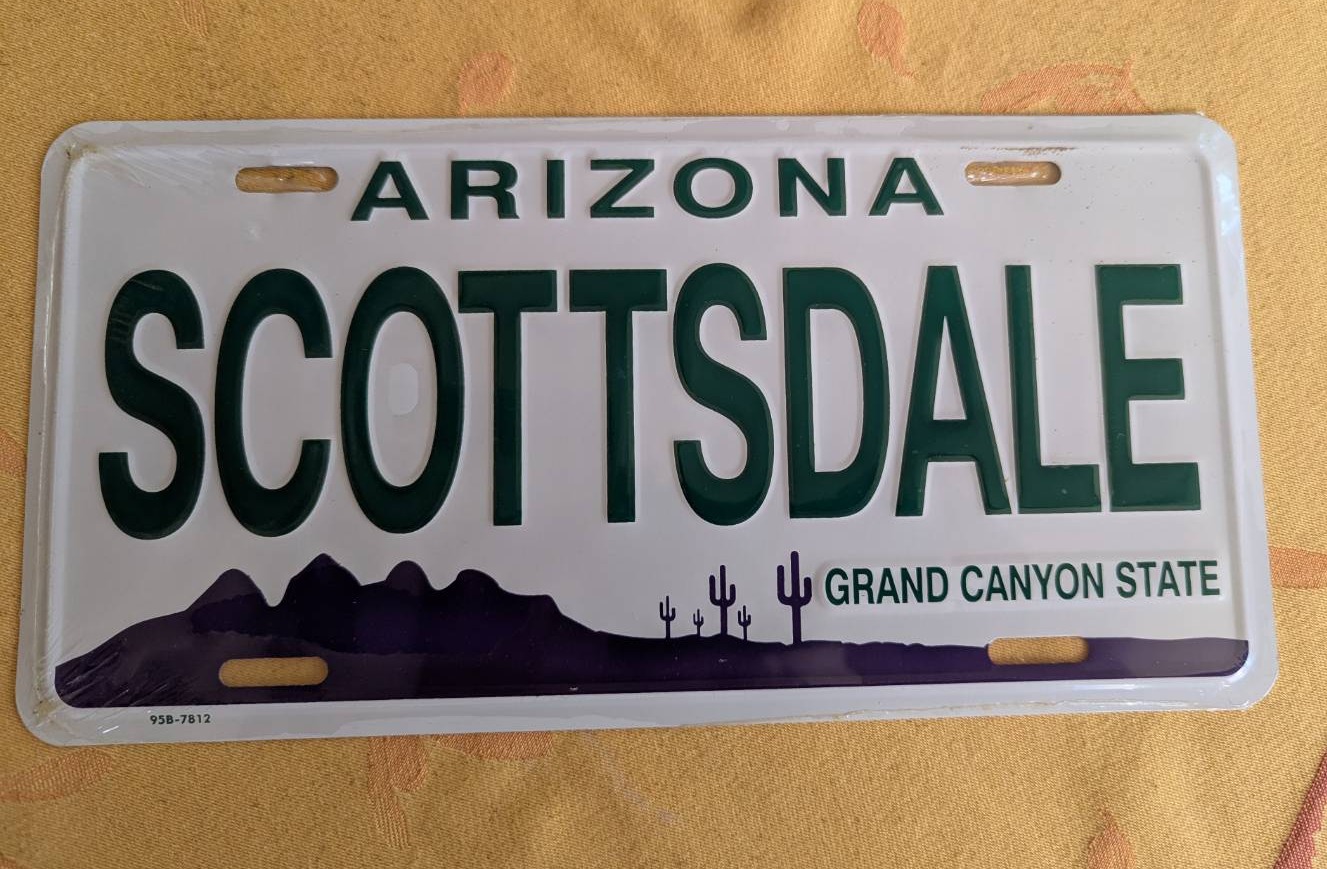 ARIZONA
SCOTTSDALE
GRAND CANYON STATE
95B-7812